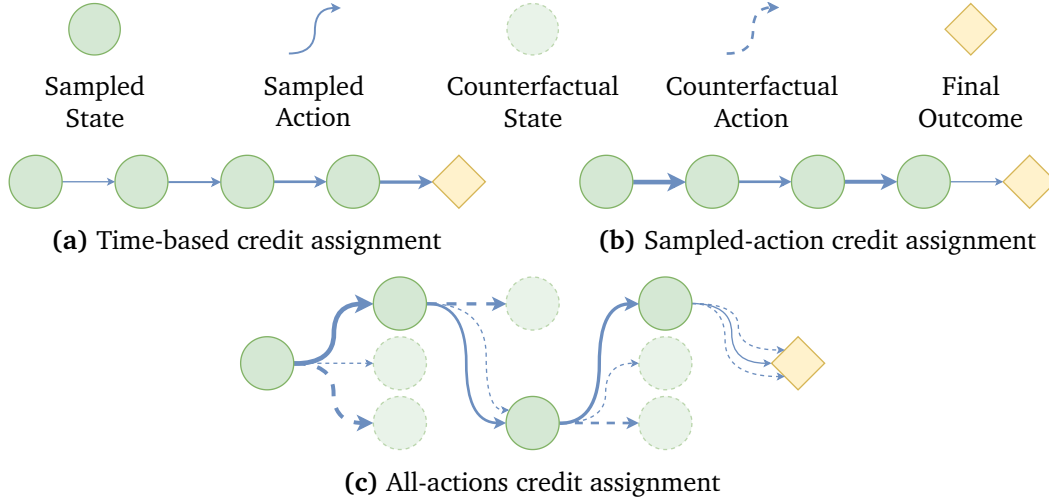 Sampled
State
Sampled
Action
Counterfactual
State
Counterfactual
Action
Final
Outcome
(a) Time-based credit assignment
(b) Sampled-action credit assignment
(c) All-actions credit assignment